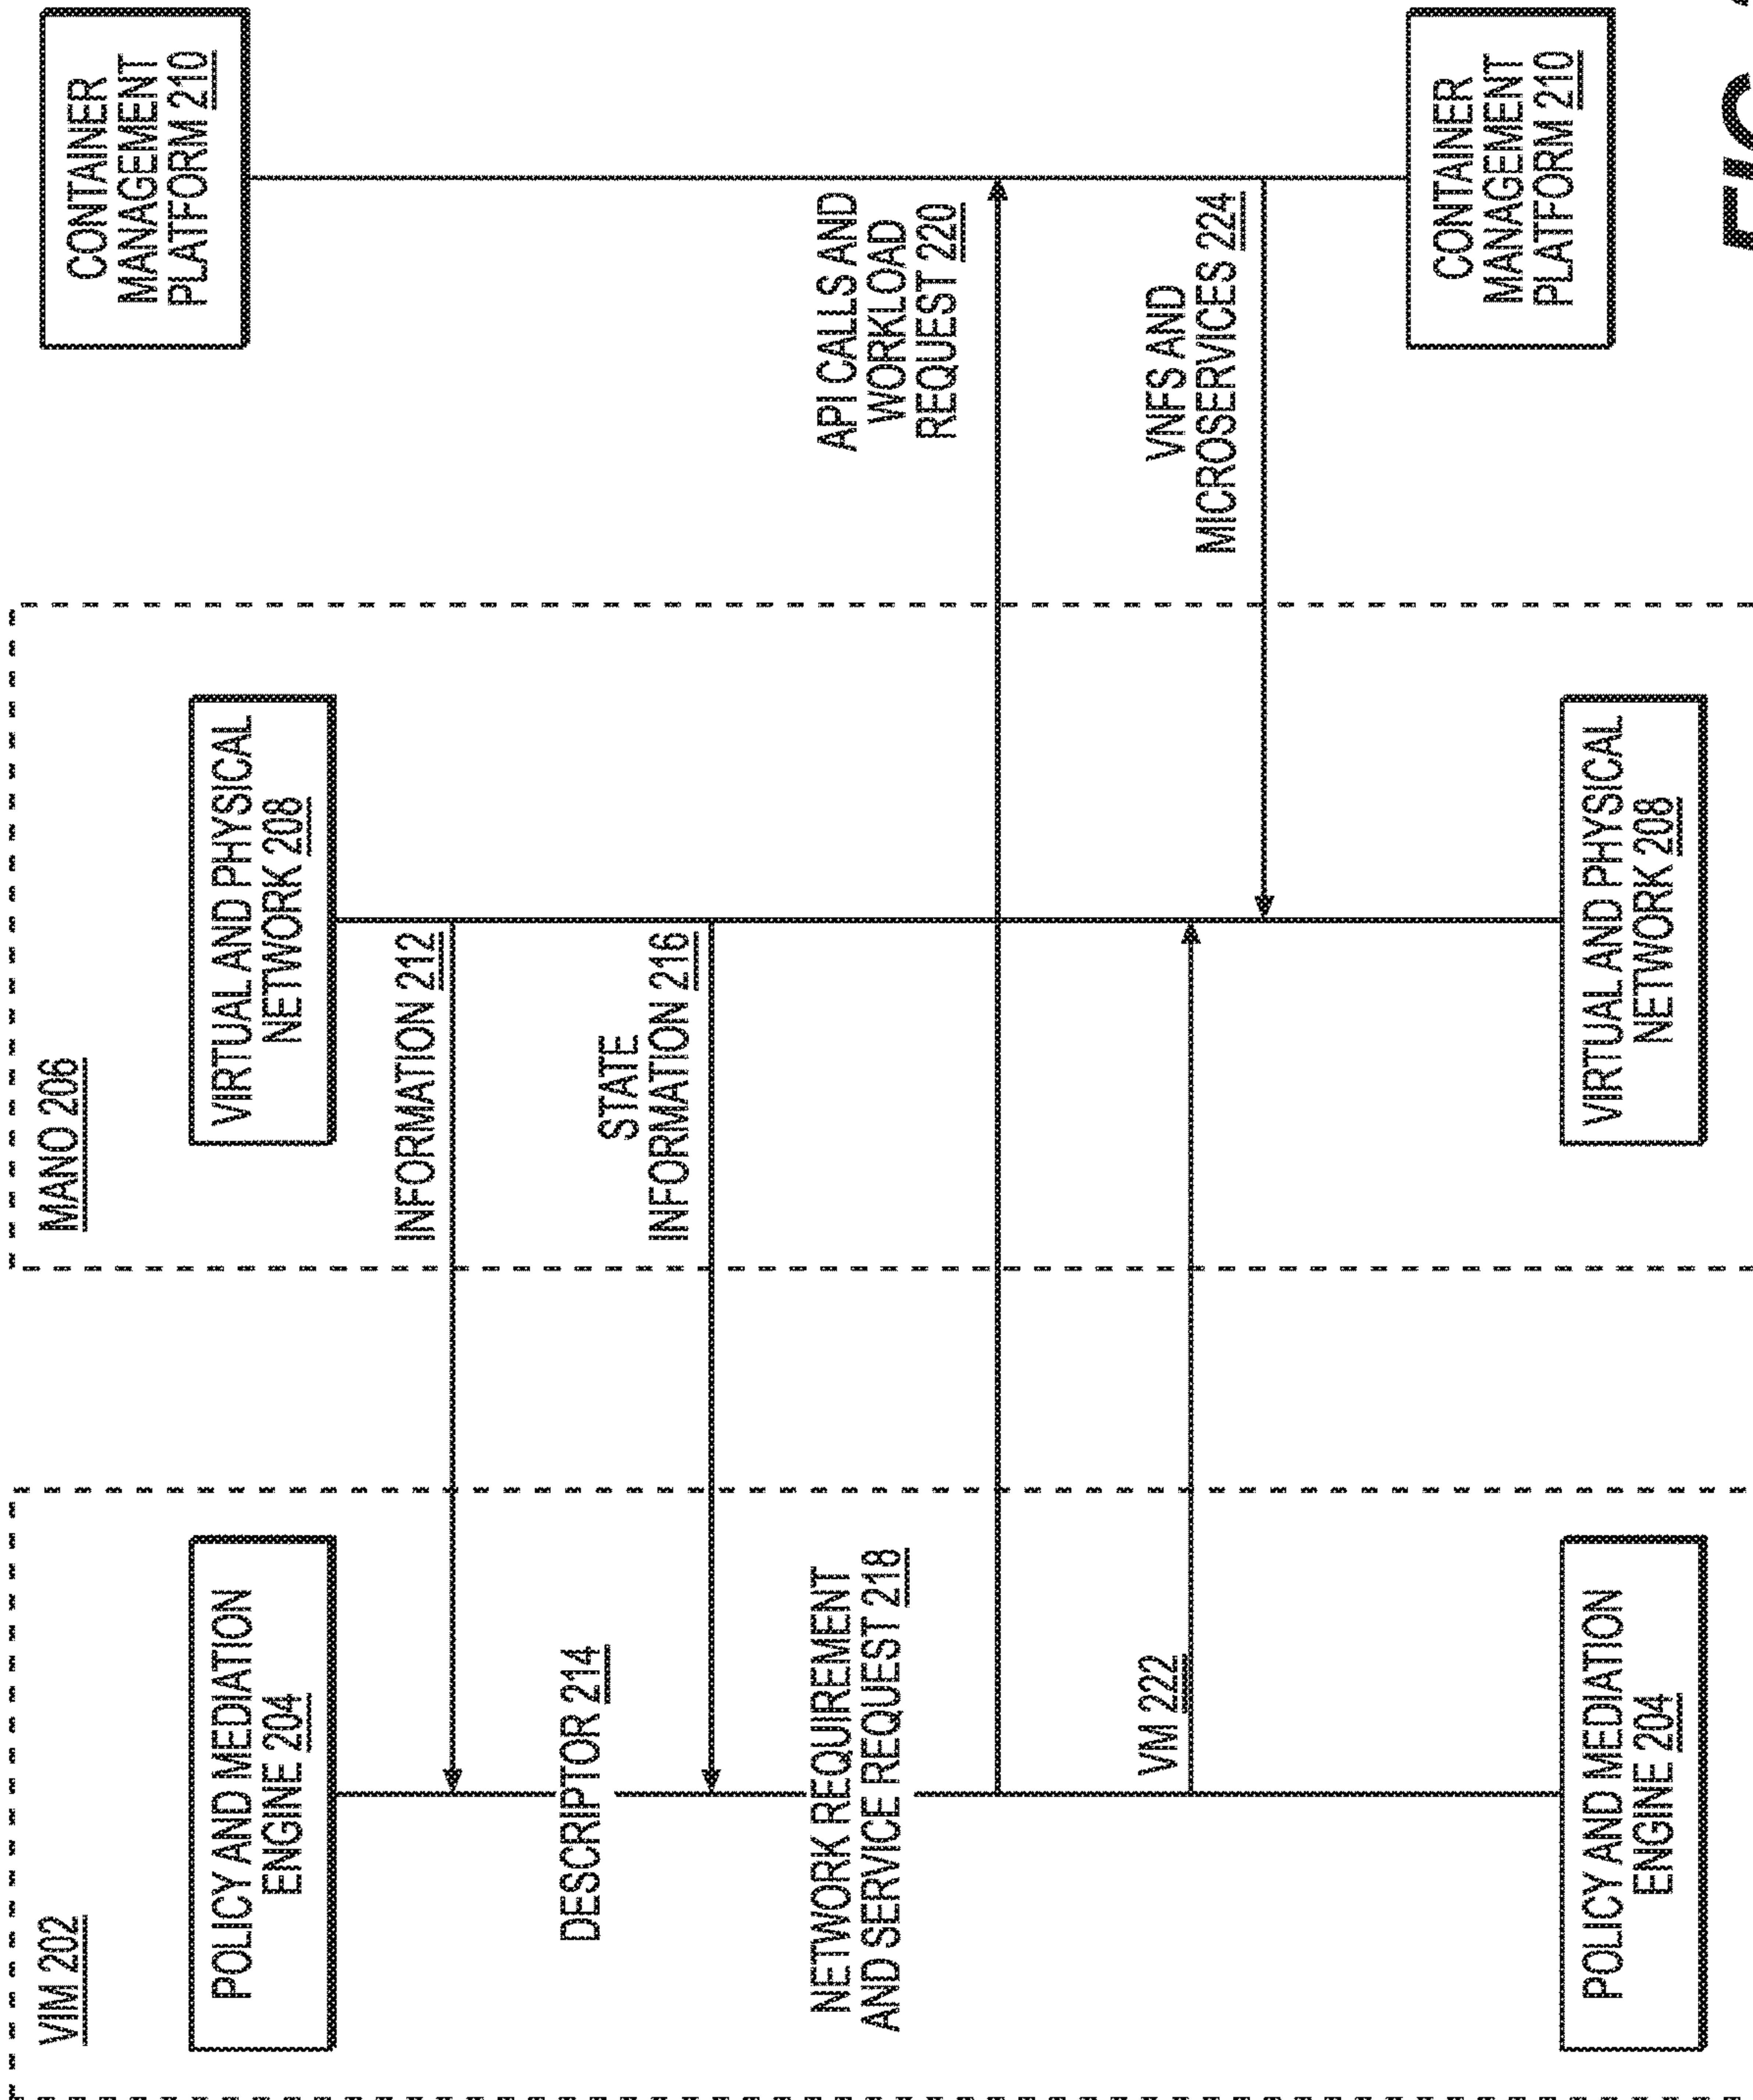 VIM 202
MANO 206
POLICY AND MEDIATION
ENGINE 204
VIRTUAL AND PHYSICAL
NETWORK 208
CONTAINER
MANAGEMENT
PLATFORM 210
INFORMATION 212
DESCRIPTOR 214
STATE
INFORMATION 216
NETWORK REQUIREMENT
AND SERVICE REQUEST 218
API CALLS AND
WORKLOAD
REQUEST 220
VM 222
VNFS AND
MICROSERVICES 224
POLICY AND MEDIATION
ENGINE 204
VIRTUAL AND PHYSICAL
NETWORK 208
CONTAINER
MANAGEMENT
PLATFORM 210